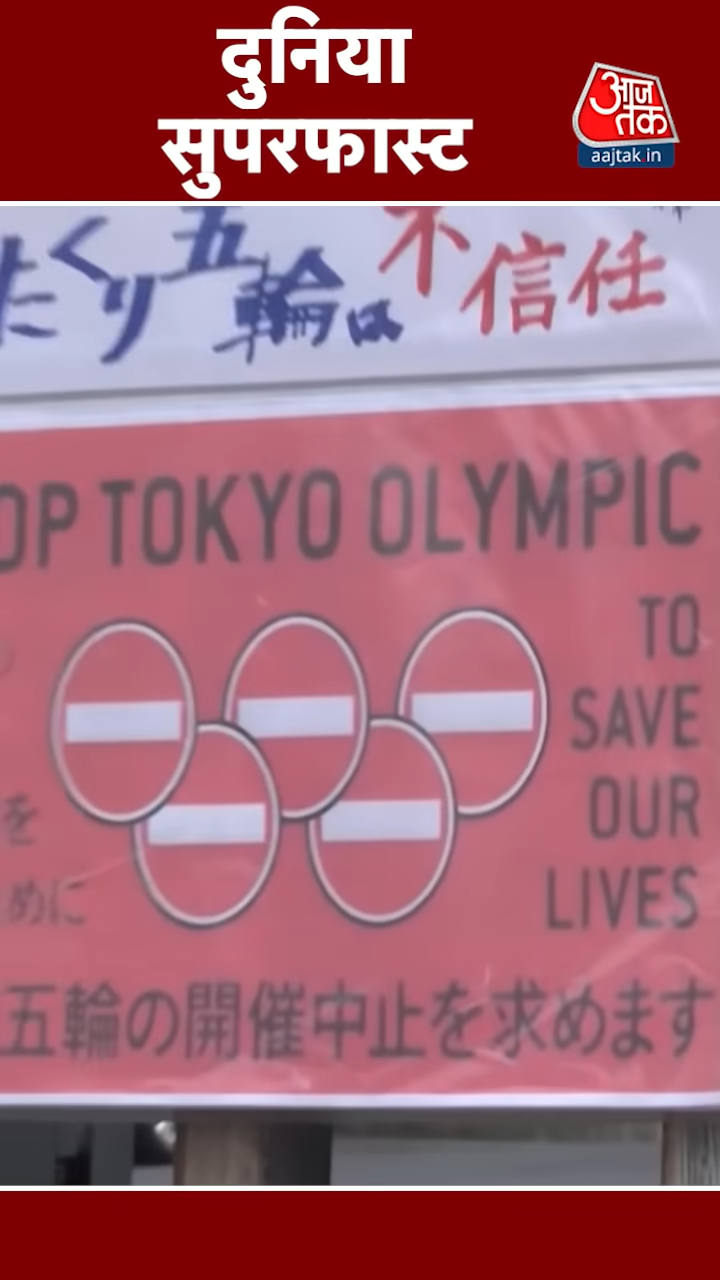 दुनिया
सुपरफास्ट
आज
तक
aajtak.in
たくり五輪は不信任
OP TOKYO OLYMPIC
TO
SAVE
OUR
LIVES
を
めに
五輪の開催中止を求めます